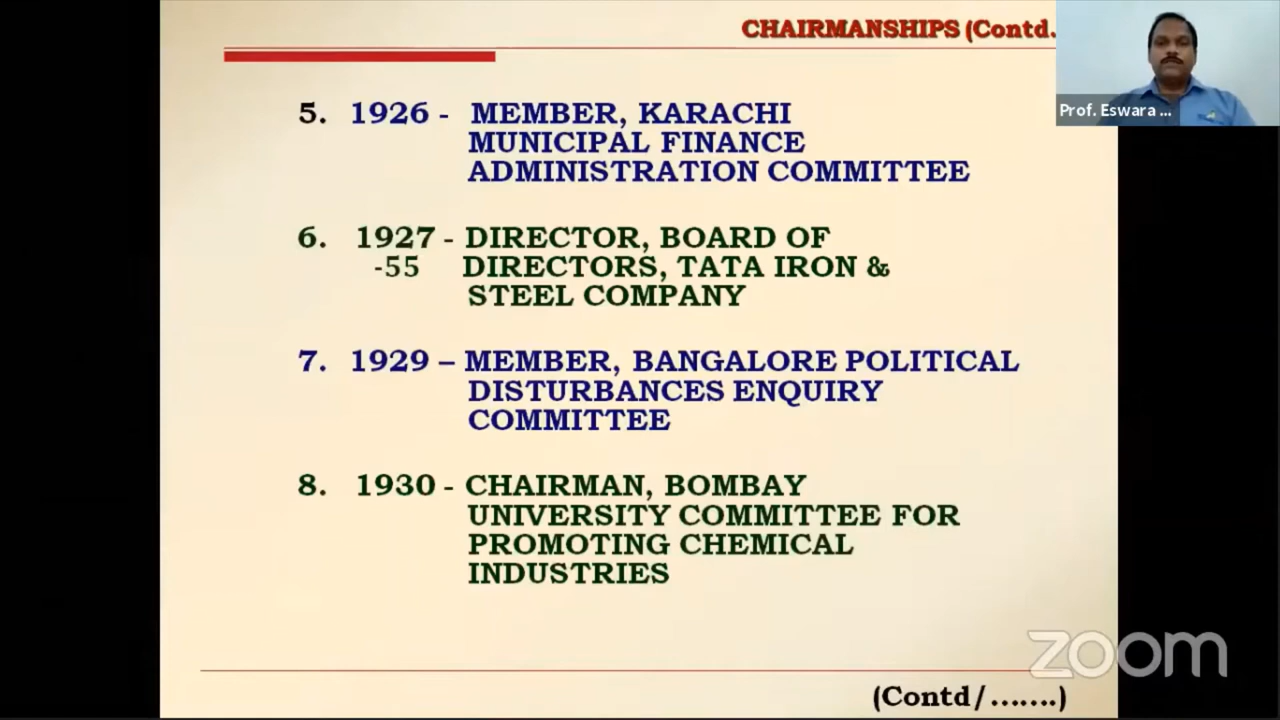 CHAIRMANSHIPS (Contd.
Prof. Eswara ...
5. 1926 - MEMBER, KARACHI
MUNICIPAL FINANCE
ADMINISTRATION COMMITTEE
6. 1927 - DIRECTOR, BOARD OF
-55 DIRECTORS, TATA IRON &
STEEL COMPANY
7. 1929 – MEMBER, BANGALORE POLITICAL
DISTURBANCES ENQUIRY
COMMITTEE
8. 1930 - CHAIRMAN, BOMBAY
UNIVERSITY COMMITTEE FOR
PROMOTING CHEMICAL
INDUSTRIES
zoom
(Contd/.......)